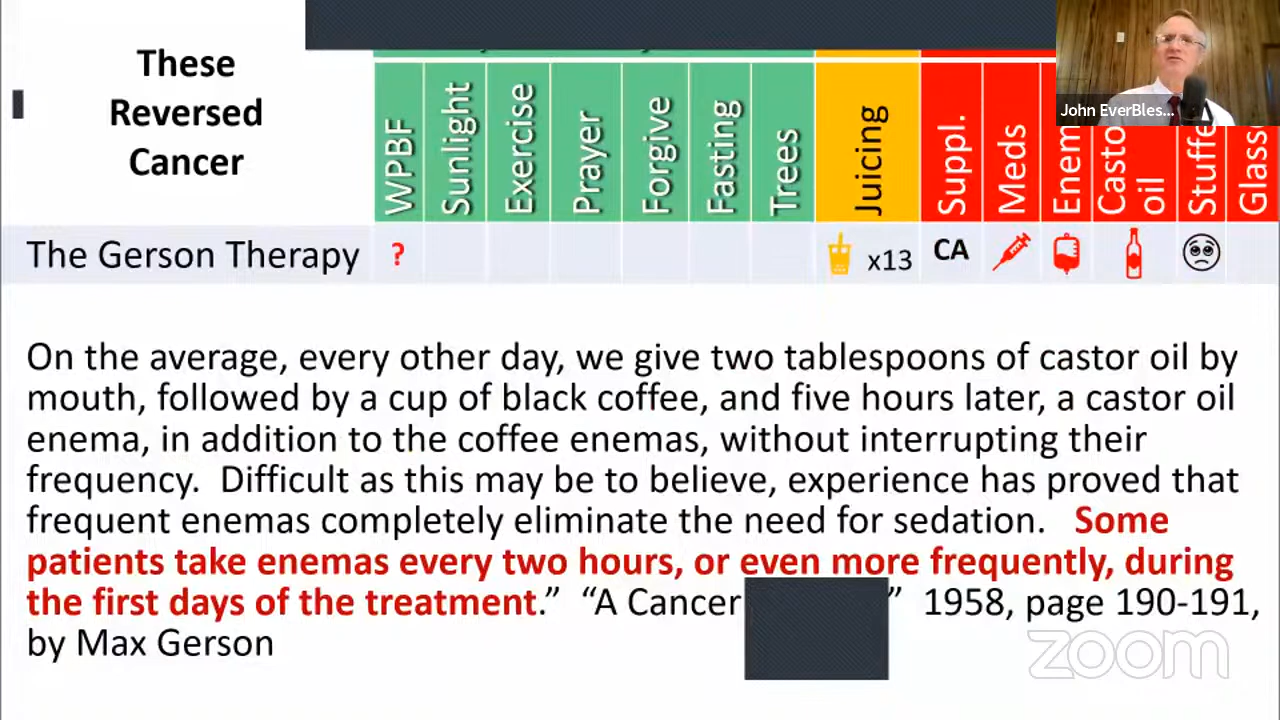 These
Reversed
Cancer
WPBF
Sunlight
Exercise
Prayer
Forgive
Fasting
Trees
Juicing
Suppl.
Meds
Enem
Casto
oil
Stuffe
Glass
John EverBles...
The Gerson Therapy ? x13 CA
On the average, every other day, we give two tablespoons of castor oil by
mouth, followed by a cup of black coffee, and five hours later, a castor oil
enema, in addition to the coffee enemas, without interrupting their
frequency.  Difficult as this may be to believe, experience has proved that
frequent enemas completely eliminate the need for sedation.   Some
patients take enemas every two hours, or even more frequently, during
the first days of the treatment.”  “A Cancer ”  1958, page 190-191,
by Max Gerson
zoom